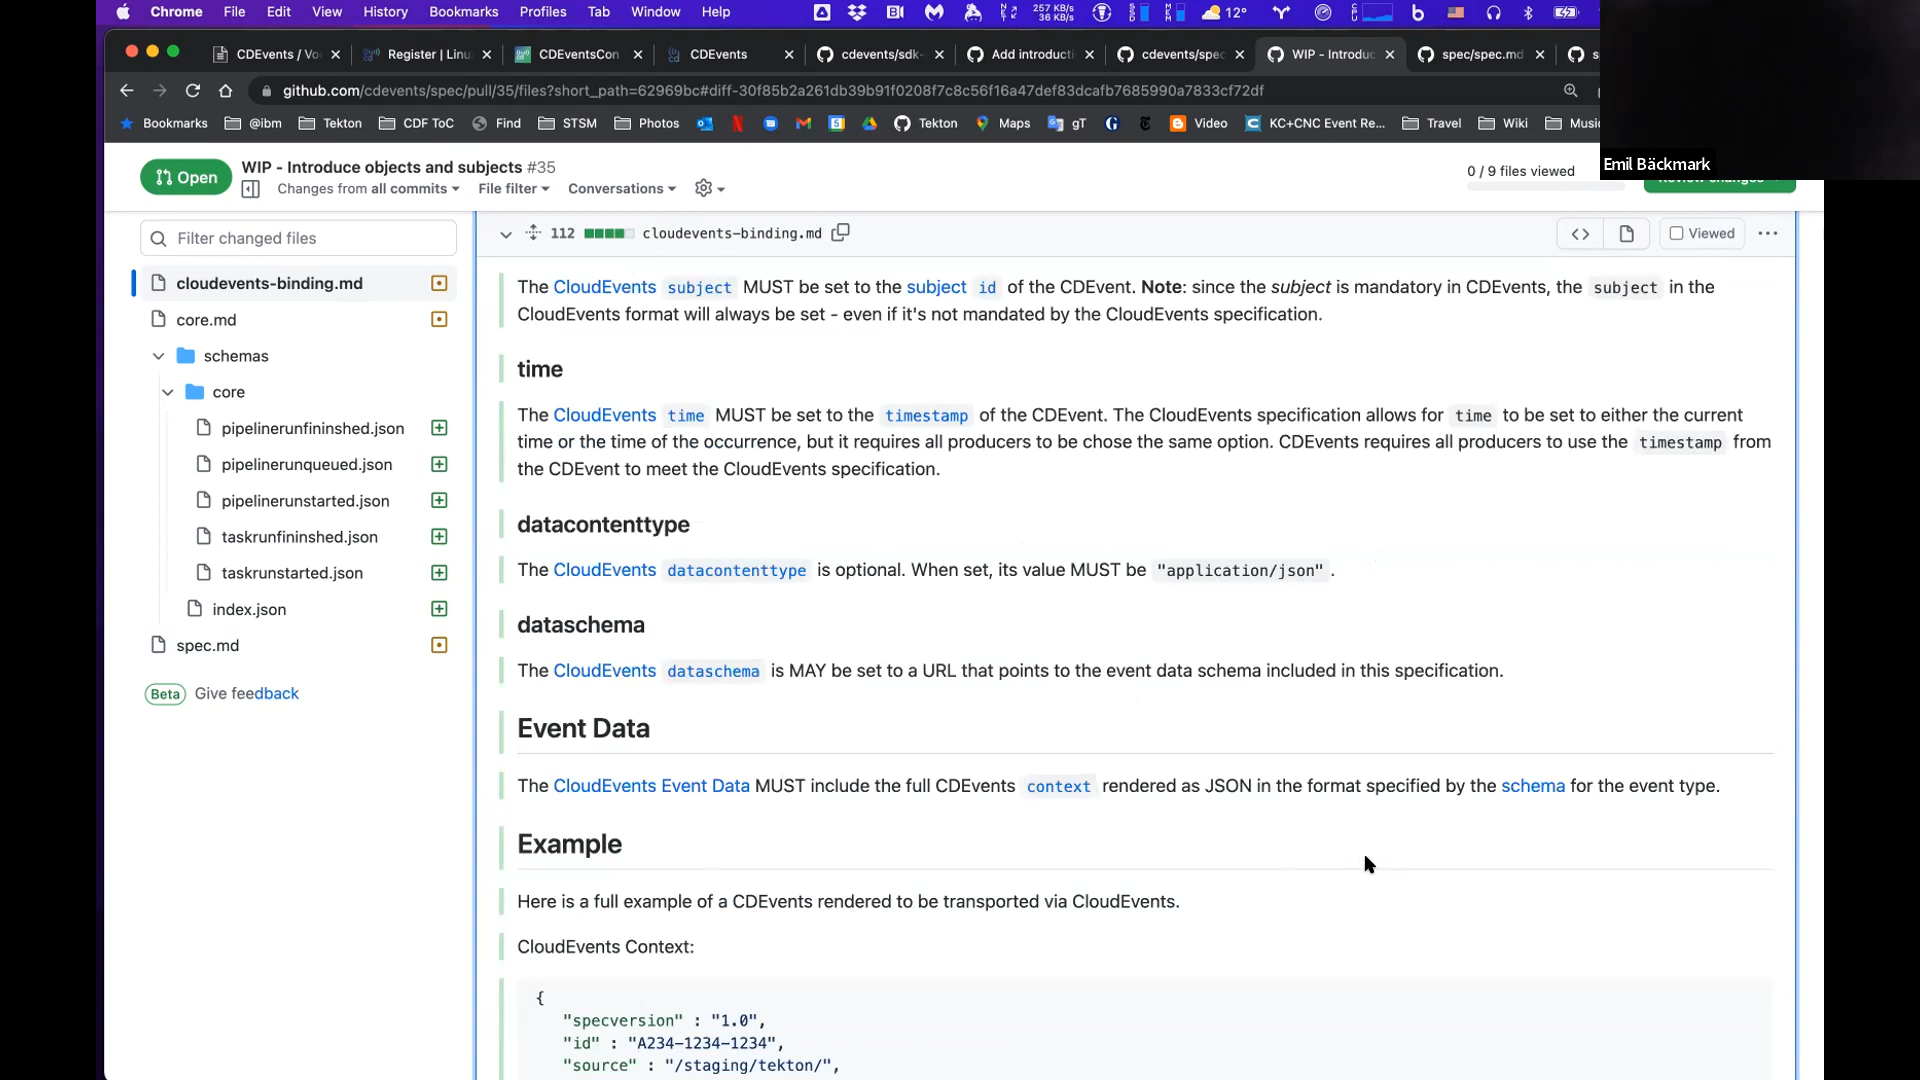 Chrome File Edit View History Bookmarks Profiles Tab Window Help 257 KB/s 36 KB/s 12°
CDEvents / Vo Register | Linu CDEventsCon CDEvents cdevents/sdk- Add introducti cdevents/spec WIP - Introduc spec/spec.md s
github.com/cdevents/spec/pull/35/files?short_path=62969bc#diff-30f85b2a261db39b91f0208f7c8c56f16a47def83dcafb7685990a7833cf72df
Bookmarks @ibm Tekton CDF ToC Find STSM Photos gT Tekton Maps Video KC+CNC Event Re... Travel Wiki Musi
Emil Bäckmark
Open
WIP - Introduce objects and subjects #35
Changes from all commits File filter Conversations
0 / 9 files viewed
Review changes
Filter changed files
cloudevents-binding.md
core.md
schemas
core
pipelinerunfininshed.json
pipelinerunqueued.json
pipelinerunstarted.json
taskrunfininshed.json
taskrunstarted.json
index.json
spec.md
Beta Give feedback
112 cloudevents-binding.md
Viewed
The CloudEvents subject MUST be set to the subject id of the CDEvent. Note: since the subject is mandatory in CDEvents, the subject in the
CloudEvents format will always be set - even if it's not mandated by the CloudEvents specification.
time
The CloudEvents time MUST be set to the timestamp of the CDEvent. The CloudEvents specification allows for time to be set to either the current
time or the time of the occurrence, but it requires all producers to be chose the same option. CDEvents requires all producers to use the timestamp from
the CDEvent to meet the CloudEvents specification.
datacontenttype
The CloudEvents datacontenttype is optional. When set, its value MUST be "application/json" .
dataschema
The CloudEvents dataschema is MAY be set to a URL that points to the event data schema included in this specification.
Event Data
The CloudEvents Event Data MUST include the full CDEvents context rendered as JSON in the format specified by the schema for the event type.
Example
Here is a full example of a CDEvents rendered to be transported via CloudEvents.
CloudEvents Context:
{
"specversion" : "1.0",
"id" : "A234-1234-1234",
"source" : "/staging/tekton/",